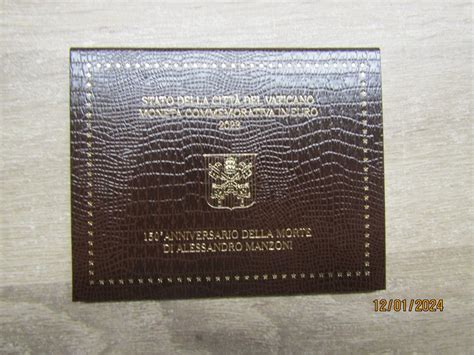 STATO DELLA CITTÀ DEL VATICANO
MONETA COMMEMORATIVA IN EURO
2023
150° ANNIVERSARIO DELLA MORTE
DI ALESSANDRO MANZONI
12/01/2024